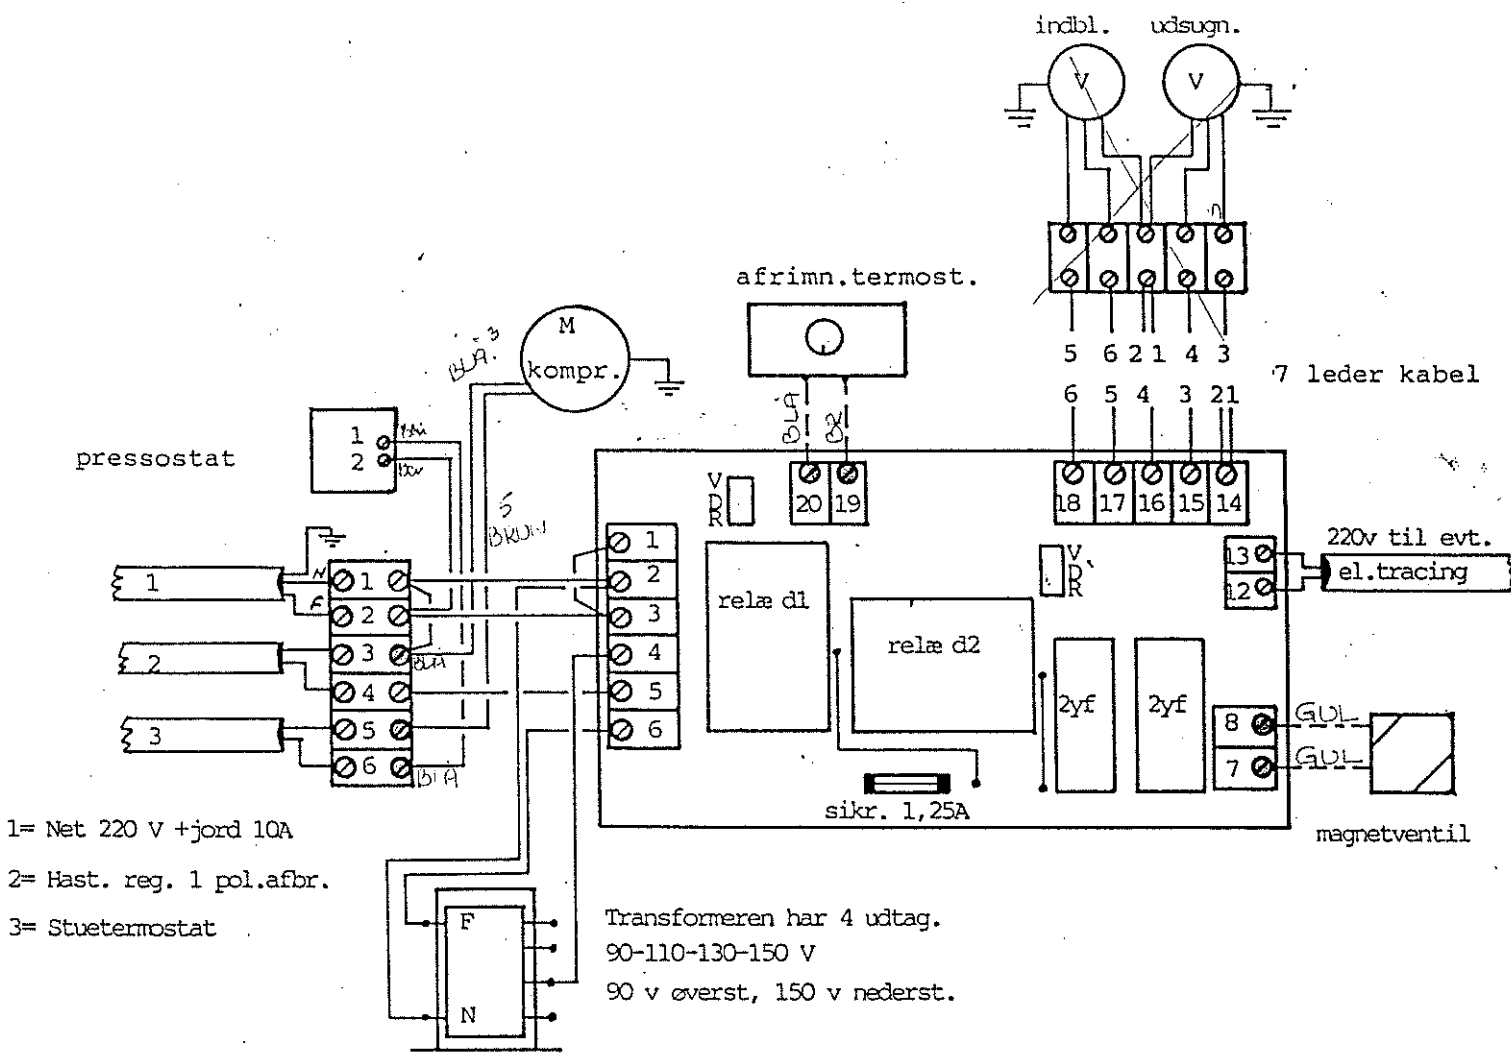 indbl. udsugn.
V V
afrimn.termost.
M
kompr.
BLÅ. 3
5 6 2 1 4 3
7 leder kabel
6 5 4 3 21
BLÅ
pressostat
1
2
V
D
R
20 19
18 17 16 15 14
5
BRUN
N
F
1
2
3
4
5
6
BLÅ
BLÅ
1
2
3
1
2
3
4
5
6
relæ d1
relæ d2
V
D
R
13
12
220v til evt.
el.tracing
2yf 2yf
8 GUL
7 GUL
sikr. 1,25A
magnetventil
1= Net 220 V +jord 10A
2= Hast. reg. 1 pol.afbr.
3= Stuetermostat
F
N
Transformeren har 4 udtag.
90-110-130-150 V
90 v øverst, 150 v nederst.